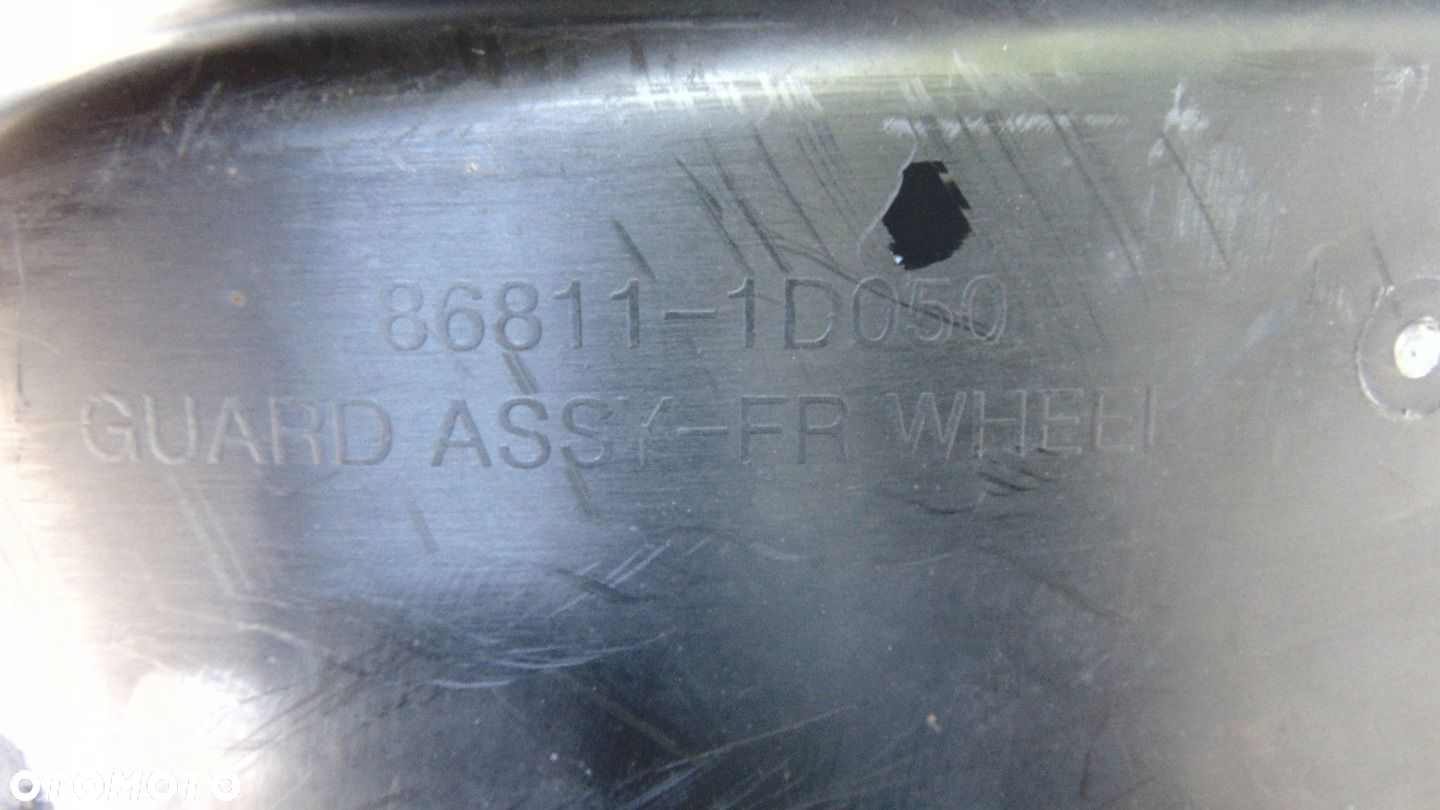 86811-1D050
GUARD ASSY-FR WHEEL
OTOMOTO